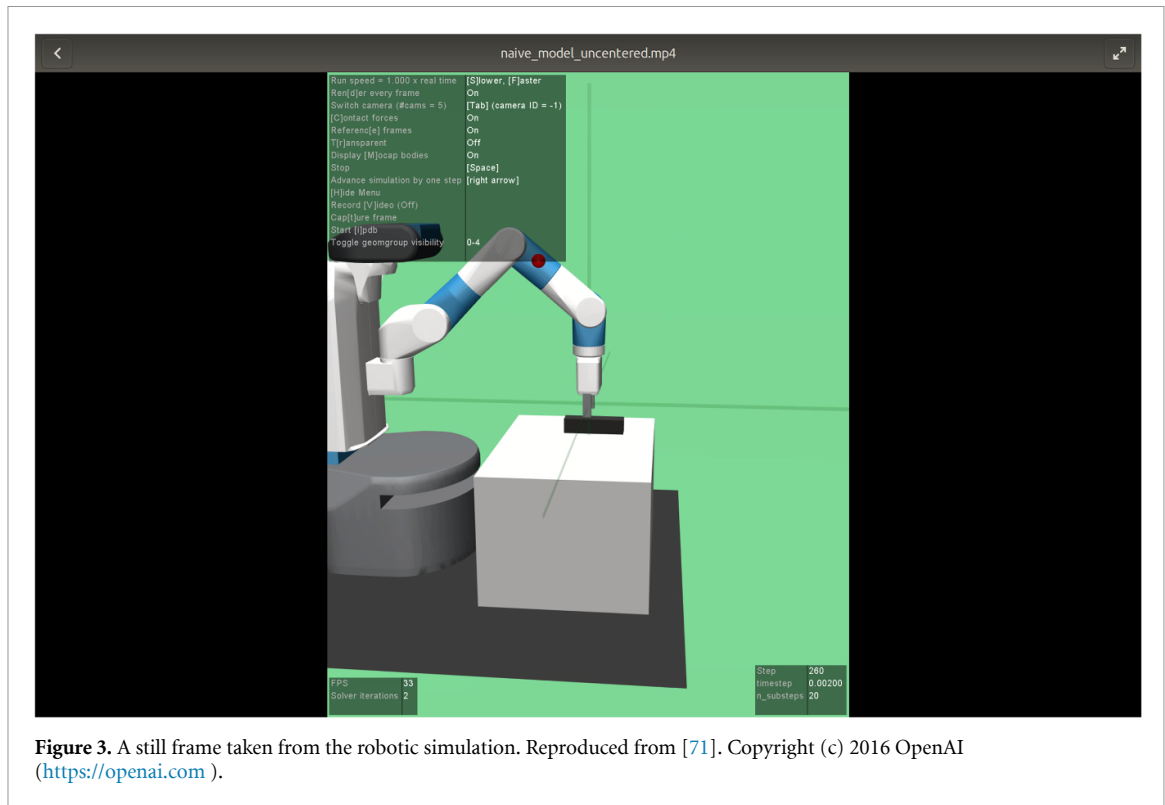 naive_model_uncentered.mp4
Run speed = 1.000 x real time [S]lower, [F]aster
Ren[d]er every frame On
Switch camera (#cams = 5) [Tab] (camera ID = -1)
[C]ontact forces On
Referenc[e] frames On
T[r]ansparent Off
Display [M]ocap bodies On
Stop [Space]
Advance simulation by one step [right arrow]
[H]ide Menu
Record [V]ideo (Off)
Cap[t]ure frame
Start [i]pdb
Toggle geomgroup visibility 0-4
FPS 33
Solver iterations 2
Step 260
timestep 0.00200
n_substeps 20
Figure 3. A still frame taken from the robotic simulation. Reproduced from [71]. Copyright (c) 2016 OpenAI
(https://openai.com ).